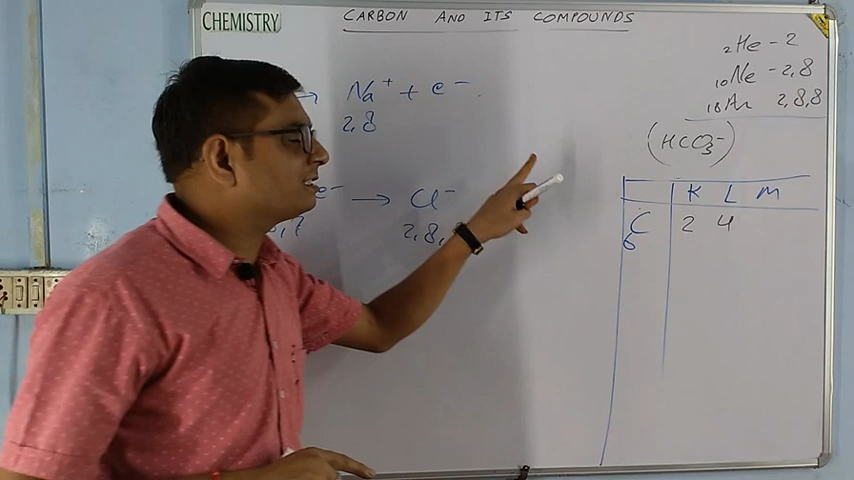 CHEMISTRY
CARBON AND ITS COMPOUNDS
₂He - 2
₁₀Ne - 2,8
₁₈Ar 2,8,8
→ Na⁺ + e⁻
2,8
(HCO₃⁻)
e⁻ → Cl⁻
2,8,
K L M
₆C 2 4